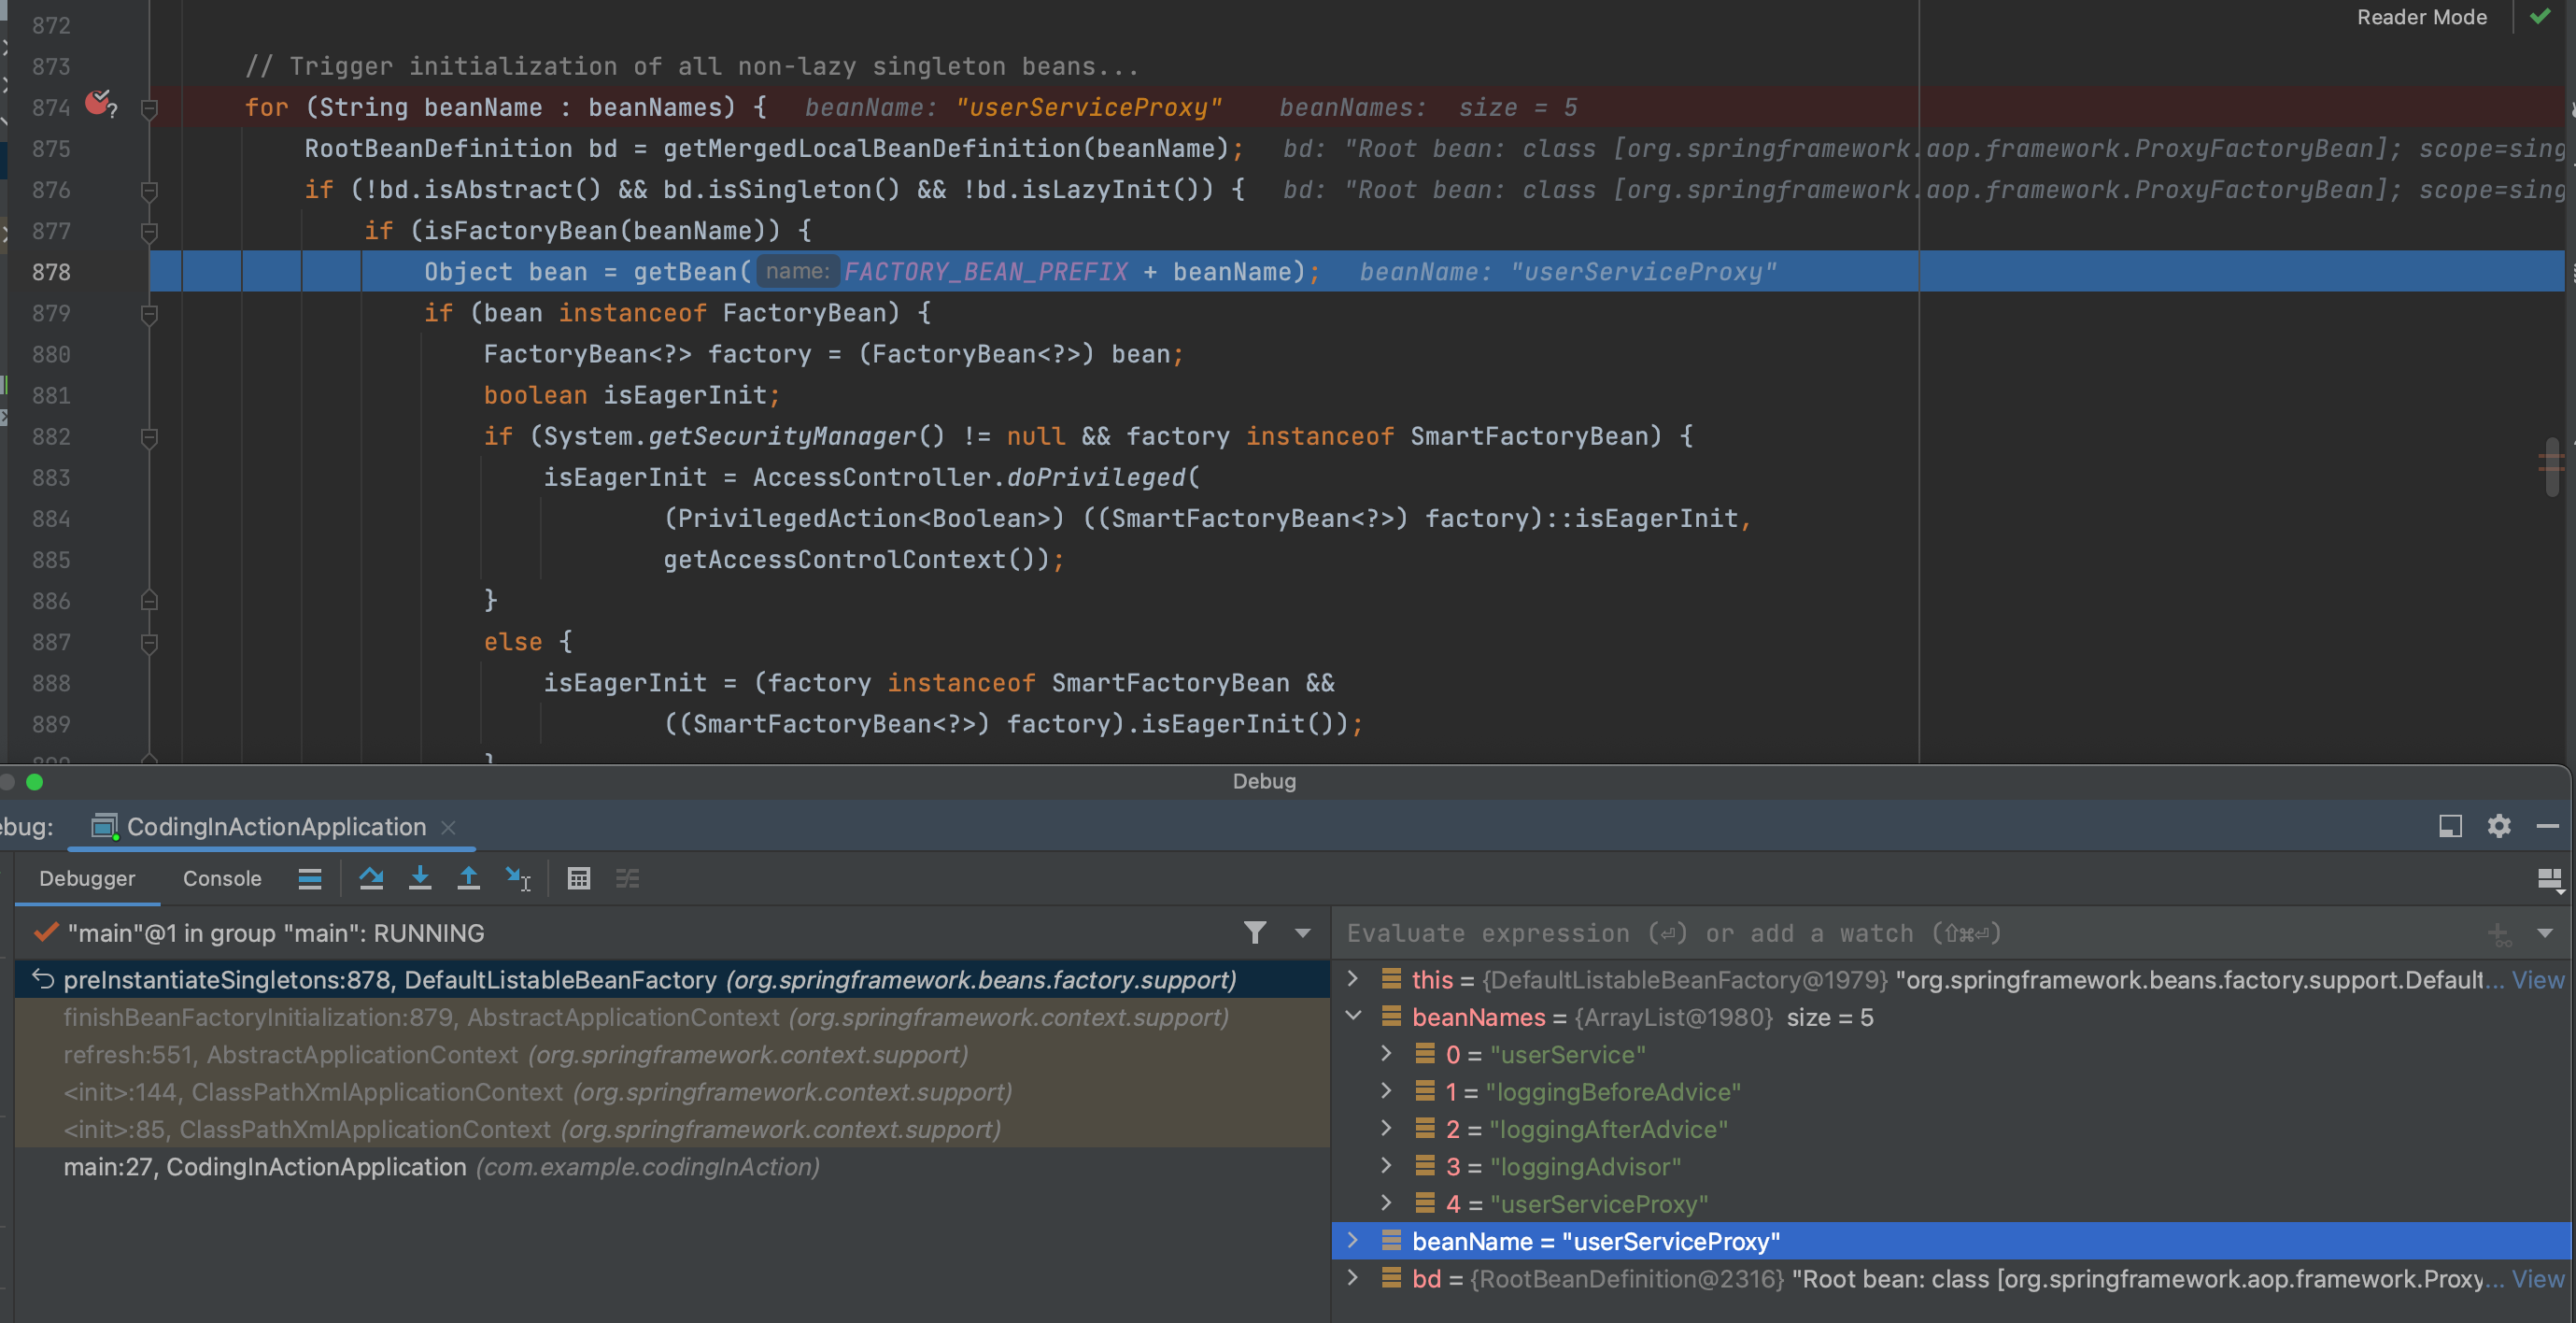 Reader Mode
872
873 // Trigger initialization of all non-lazy singleton beans...
874 for (String beanName : beanNames) { beanName: "userServiceProxy" beanNames: size = 5
875 RootBeanDefinition bd = getMergedLocalBeanDefinition(beanName); bd: "Root bean: class [org.springframework.aop.framework.ProxyFactoryBean]; scope=sing
876 if (!bd.isAbstract() && bd.isSingleton() && !bd.isLazyInit()) { bd: "Root bean: class [org.springframework.aop.framework.ProxyFactoryBean]; scope=sing
877 if (isFactoryBean(beanName)) {
878 Object bean = getBean( name: FACTORY_BEAN_PREFIX + beanName); beanName: "userServiceProxy"
879 if (bean instanceof FactoryBean) {
880 FactoryBean<?> factory = (FactoryBean<?>) bean;
881 boolean isEagerInit;
882 if (System.getSecurityManager() != null && factory instanceof SmartFactoryBean) {
883 isEagerInit = AccessController.doPrivileged(
884 (PrivilegedAction<Boolean>) ((SmartFactoryBean<?>) factory)::isEagerInit,
885 getAccessControlContext());
886 }
887 else {
888 isEagerInit = (factory instanceof SmartFactoryBean &&
889 ((SmartFactoryBean<?>) factory).isEagerInit());
}
Debug
ebug: CodingInActionApplication
Debugger Console
"main"@1 in group "main": RUNNING
preInstantiateSingletons:878, DefaultListableBeanFactory (org.springframework.beans.factory.support)
finishBeanFactoryInitialization:879, AbstractApplicationContext (org.springframework.context.support)
refresh:551, AbstractApplicationContext (org.springframework.context.support)
<init>:144, ClassPathXmlApplicationContext (org.springframework.context.support)
<init>:85, ClassPathXmlApplicationContext (org.springframework.context.support)
main:27, CodingInActionApplication (com.example.codingInAction)
Evaluate expression (⏎) or add a watch (⇧⌘⏎)
this = {DefaultListableBeanFactory@1979} "org.springframework.beans.factory.support.Default... View
beanNames = {ArrayList@1980} size = 5
0 = "userService"
1 = "loggingBeforeAdvice"
2 = "loggingAfterAdvice"
3 = "loggingAdvisor"
4 = "userServiceProxy"
beanName = "userServiceProxy"
bd = {RootBeanDefinition@2316} "Root bean: class [org.springframework.aop.framework.Proxy... View